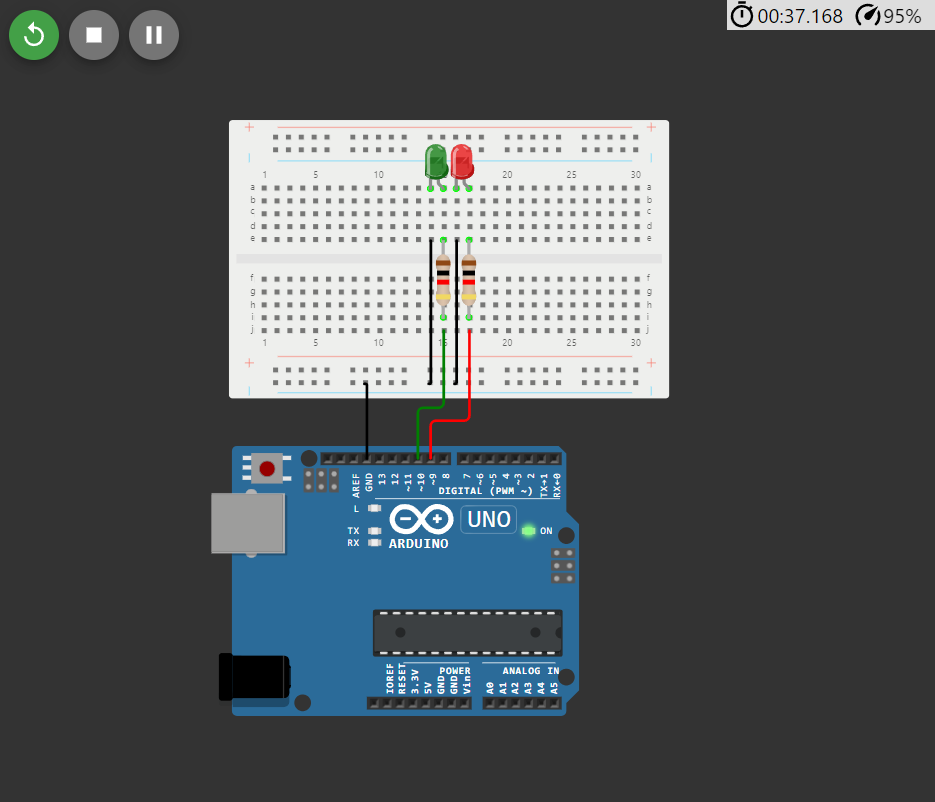 00:37.168 95%
+
1 5 10 20 25 30
a a
b b
c c
d d
e e
f f
g g
h h
i i
j j
1 5 10 15 20 25 30
+ +
AREF GND 13 12 ~11 ~10 ~9 8 7 ~6 ~5 4 ~3 2 TX→1 RX←0
DIGITAL (PWM ~)
L
TX
RX
UNO
ON
ARDUINO
IOREF RESET 3.3V 5V GND GND Vin
POWER
ANALOG IN
A0 A1 A2 A3 A4 A5